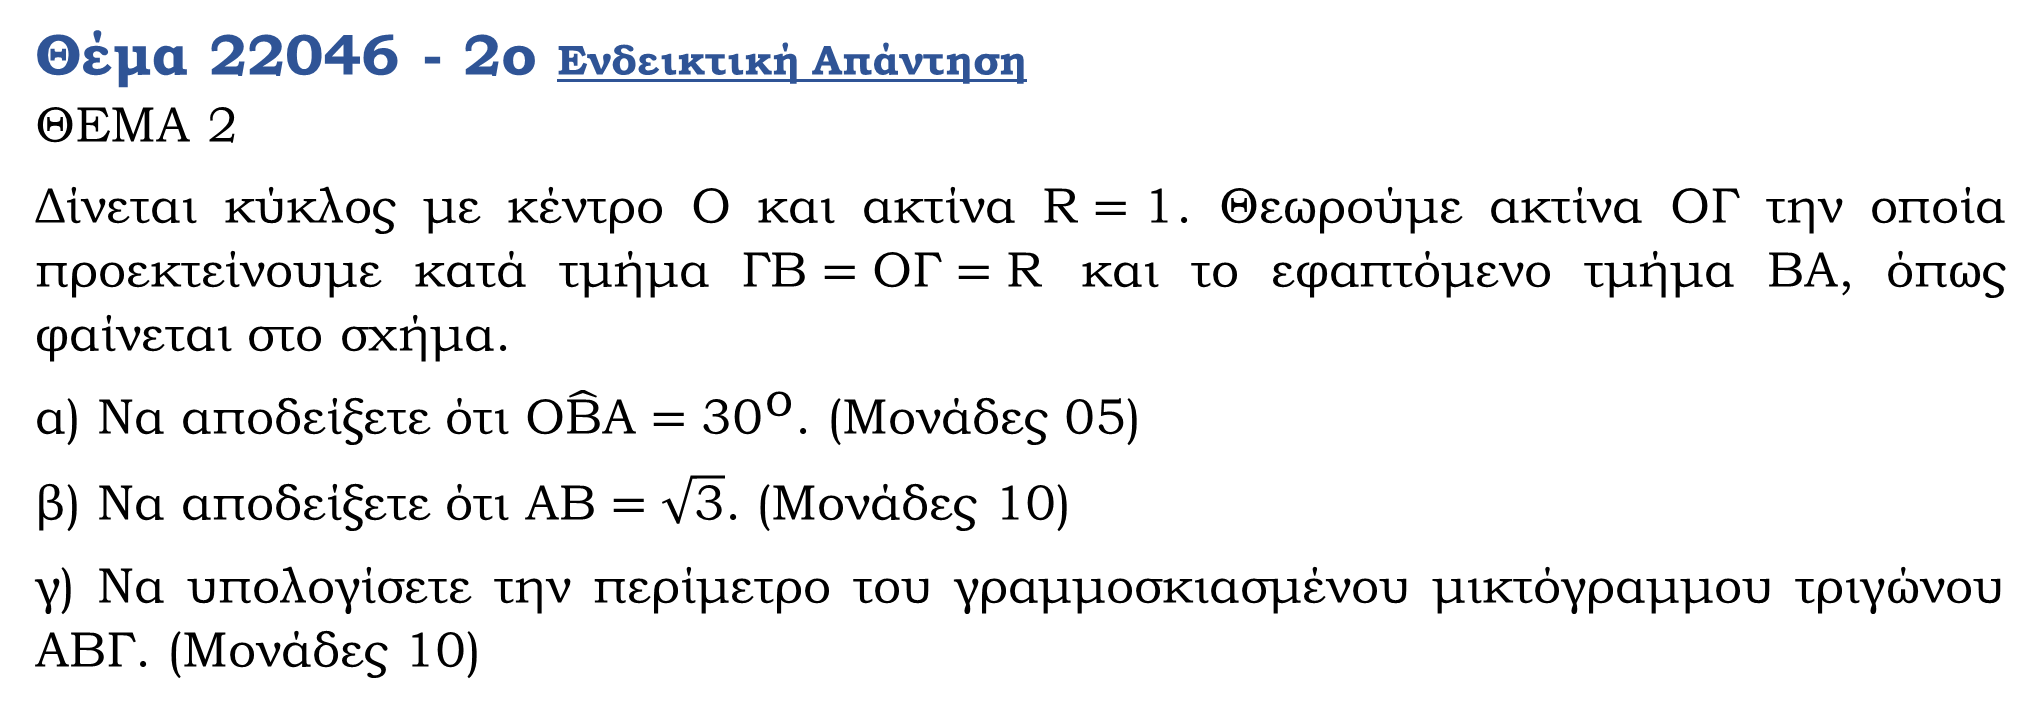 Θέμα 22046 - 2ο Ενδεικτική Απάντηση
ΘΕΜΑ 2
Δίνεται κύκλος με κέντρο Ο και ακτίνα R = 1. Θεωρούμε ακτίνα ΟΓ την οποία
προεκτείνουμε κατά τμήμα ΓΒ = ΟΓ = R και το εφαπτόμενο τμήμα ΒΑ, όπως
φαίνεται στο σχήμα.
α) Να αποδείξετε ότι ΟB̂Α = 30º. (Μονάδες 05)
β) Να αποδείξετε ότι ΑΒ = √3. (Μονάδες 10)
γ) Να υπολογίσετε την περίμετρο του γραμμοσκιασμένου μικτόγραμμου τριγώνου
ΑΒΓ. (Μονάδες 10)